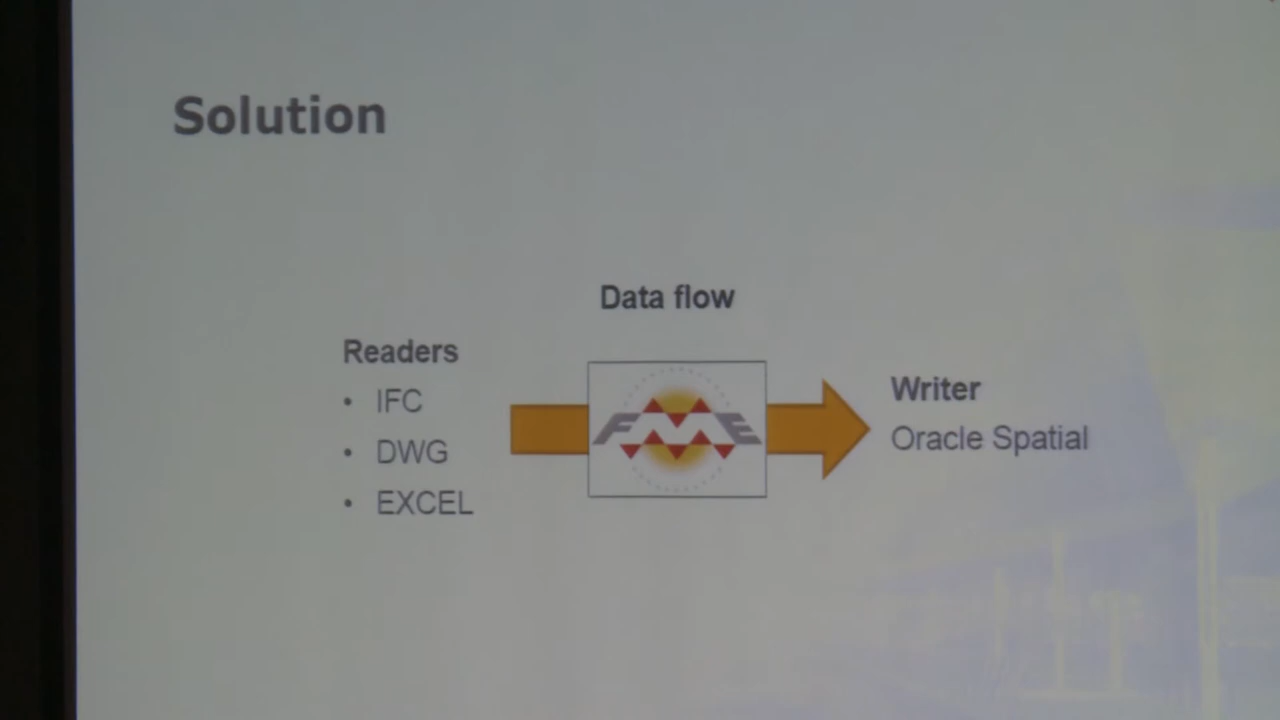 Solution
Data flow
Readers
• IFC
• DWG
• EXCEL
FME
Writer
Oracle Spatial